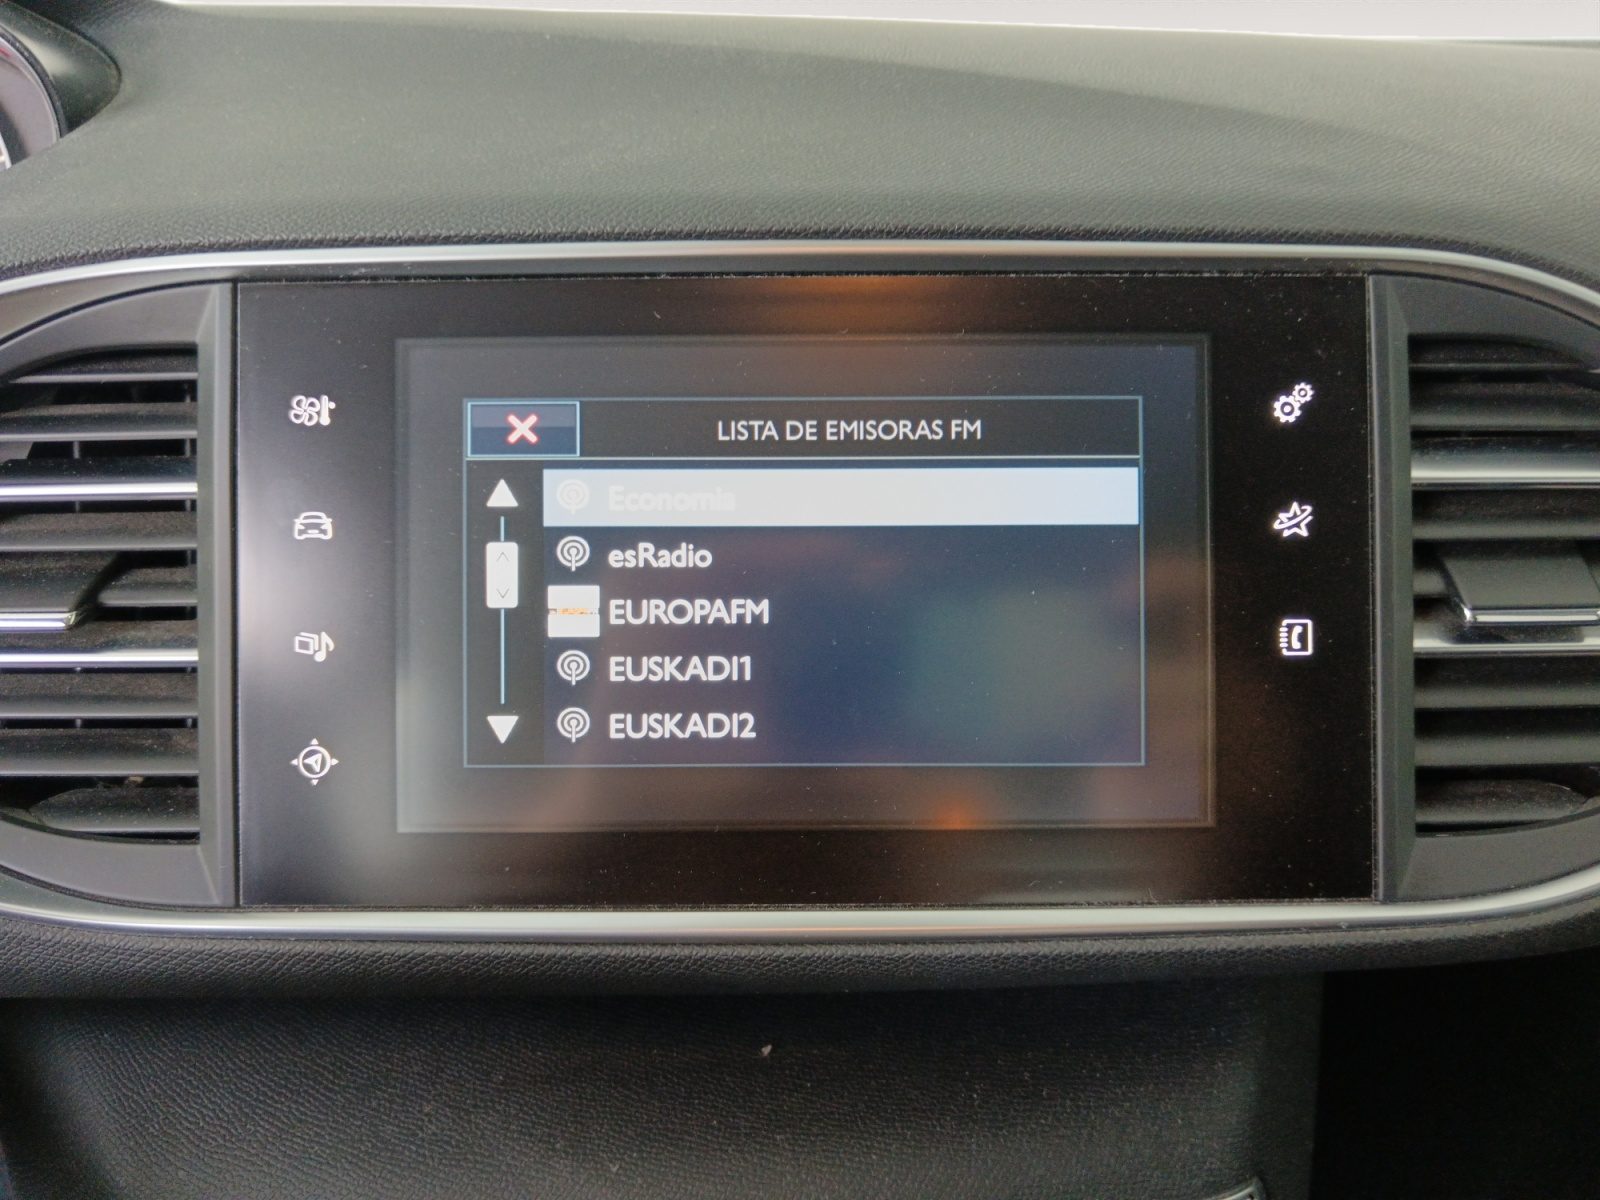 LISTA DE EMISORAS FM
Economia
esRadio
EUROPAFM
EUSKADI1
EUSKADI2